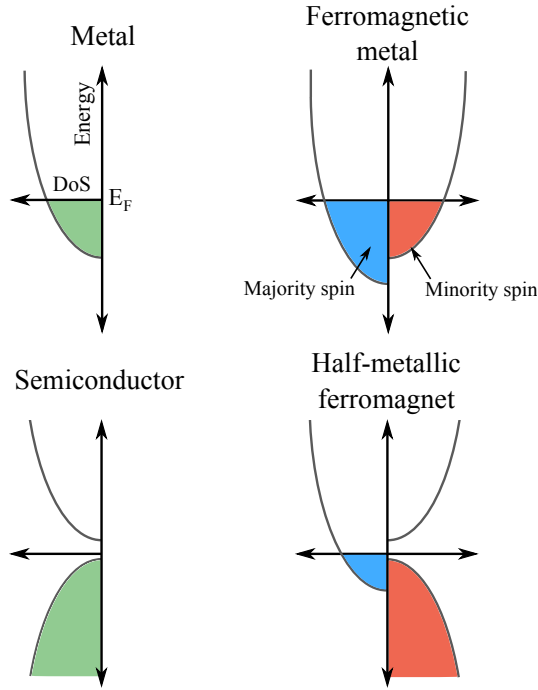 Metal
Ferromagnetic
metal
Energy
DoS
E_F
Majority spin
Minority spin
Semiconductor
Half-metallic
ferromagnet